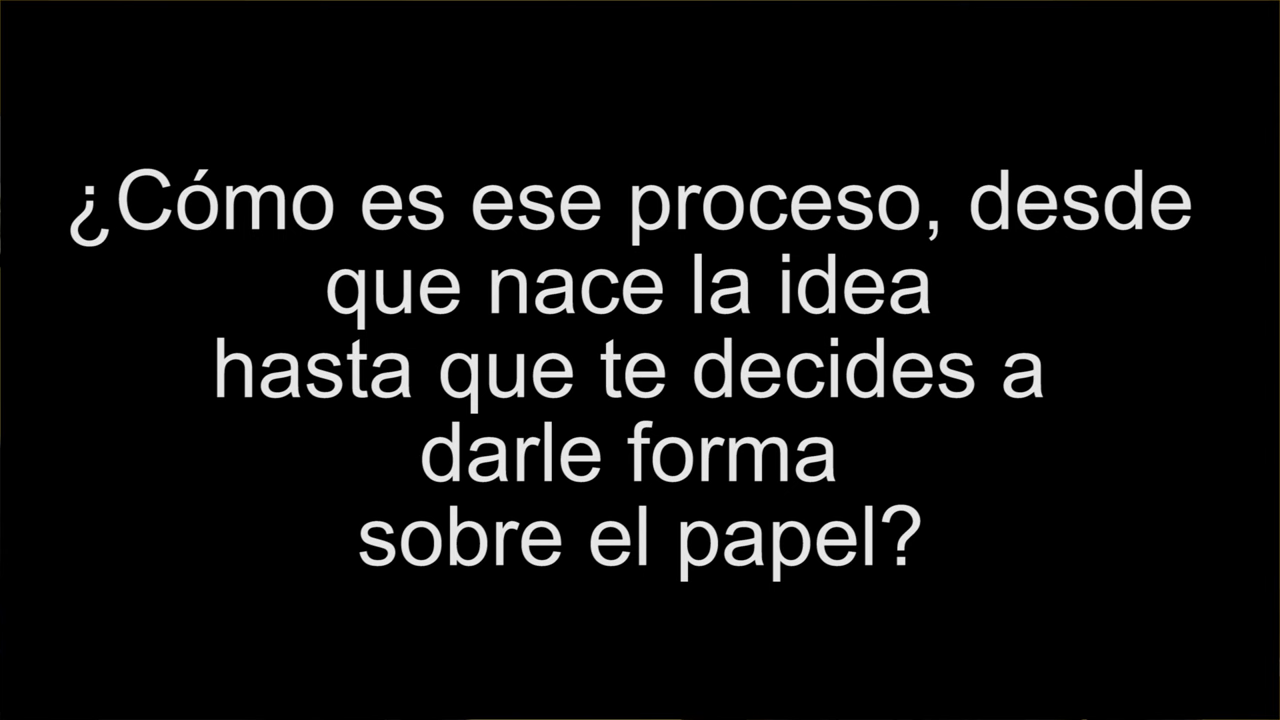 ¿Cómo es ese proceso, desde
que nace la idea
hasta que te decides a
darle forma
sobre el papel?